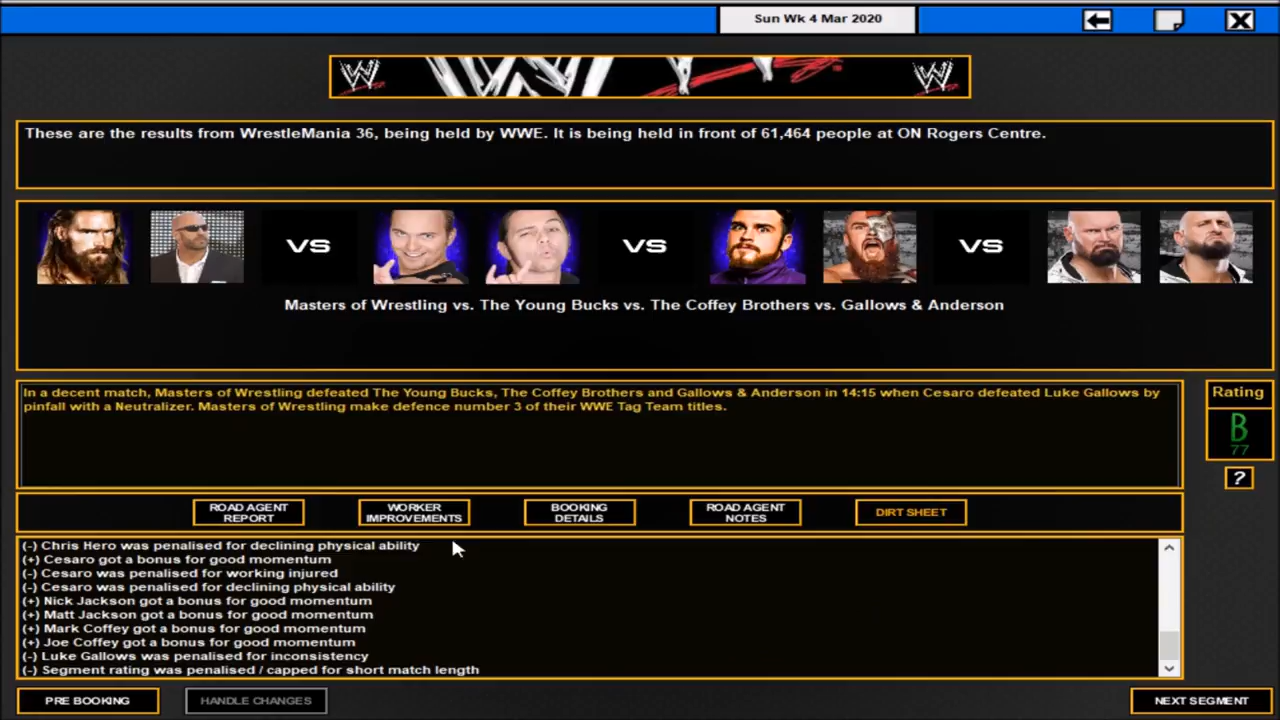 Sun Wk 4 Mar 2020
These are the results from WrestleMania 36, being held by WWE. It is being held in front of 61,464 people at ON Rogers Centre.
VS VS VS
Masters of Wrestling vs. The Young Bucks vs. The Coffey Brothers vs. Gallows & Anderson
In a decent match, Masters of Wrestling defeated The Young Bucks, The Coffey Brothers and Gallows & Anderson in 14:15 when Cesaro defeated Luke Gallows by
pinfall with a Neutralizer. Masters of Wrestling make defence number 3 of their WWE Tag Team titles.
Rating
B
77
?
ROAD AGENT REPORT
WORKER IMPROVEMENTS
BOOKING DETAILS
ROAD AGENT NOTES
DIRT SHEET
(-) Chris Hero was penalised for declining physical ability
(+) Cesaro got a bonus for good momentum
(-) Cesaro was penalised for working injured
(-) Cesaro was penalised for declining physical ability
(+) Nick Jackson got a bonus for good momentum
(+) Matt Jackson got a bonus for good momentum
(+) Mark Coffey got a bonus for good momentum
(+) Joe Coffey got a bonus for good momentum
(-) Luke Gallows was penalised for inconsistency
(-) Segment rating was penalised / capped for short match length
PRE BOOKING
HANDLE CHANGES
NEXT SEGMENT